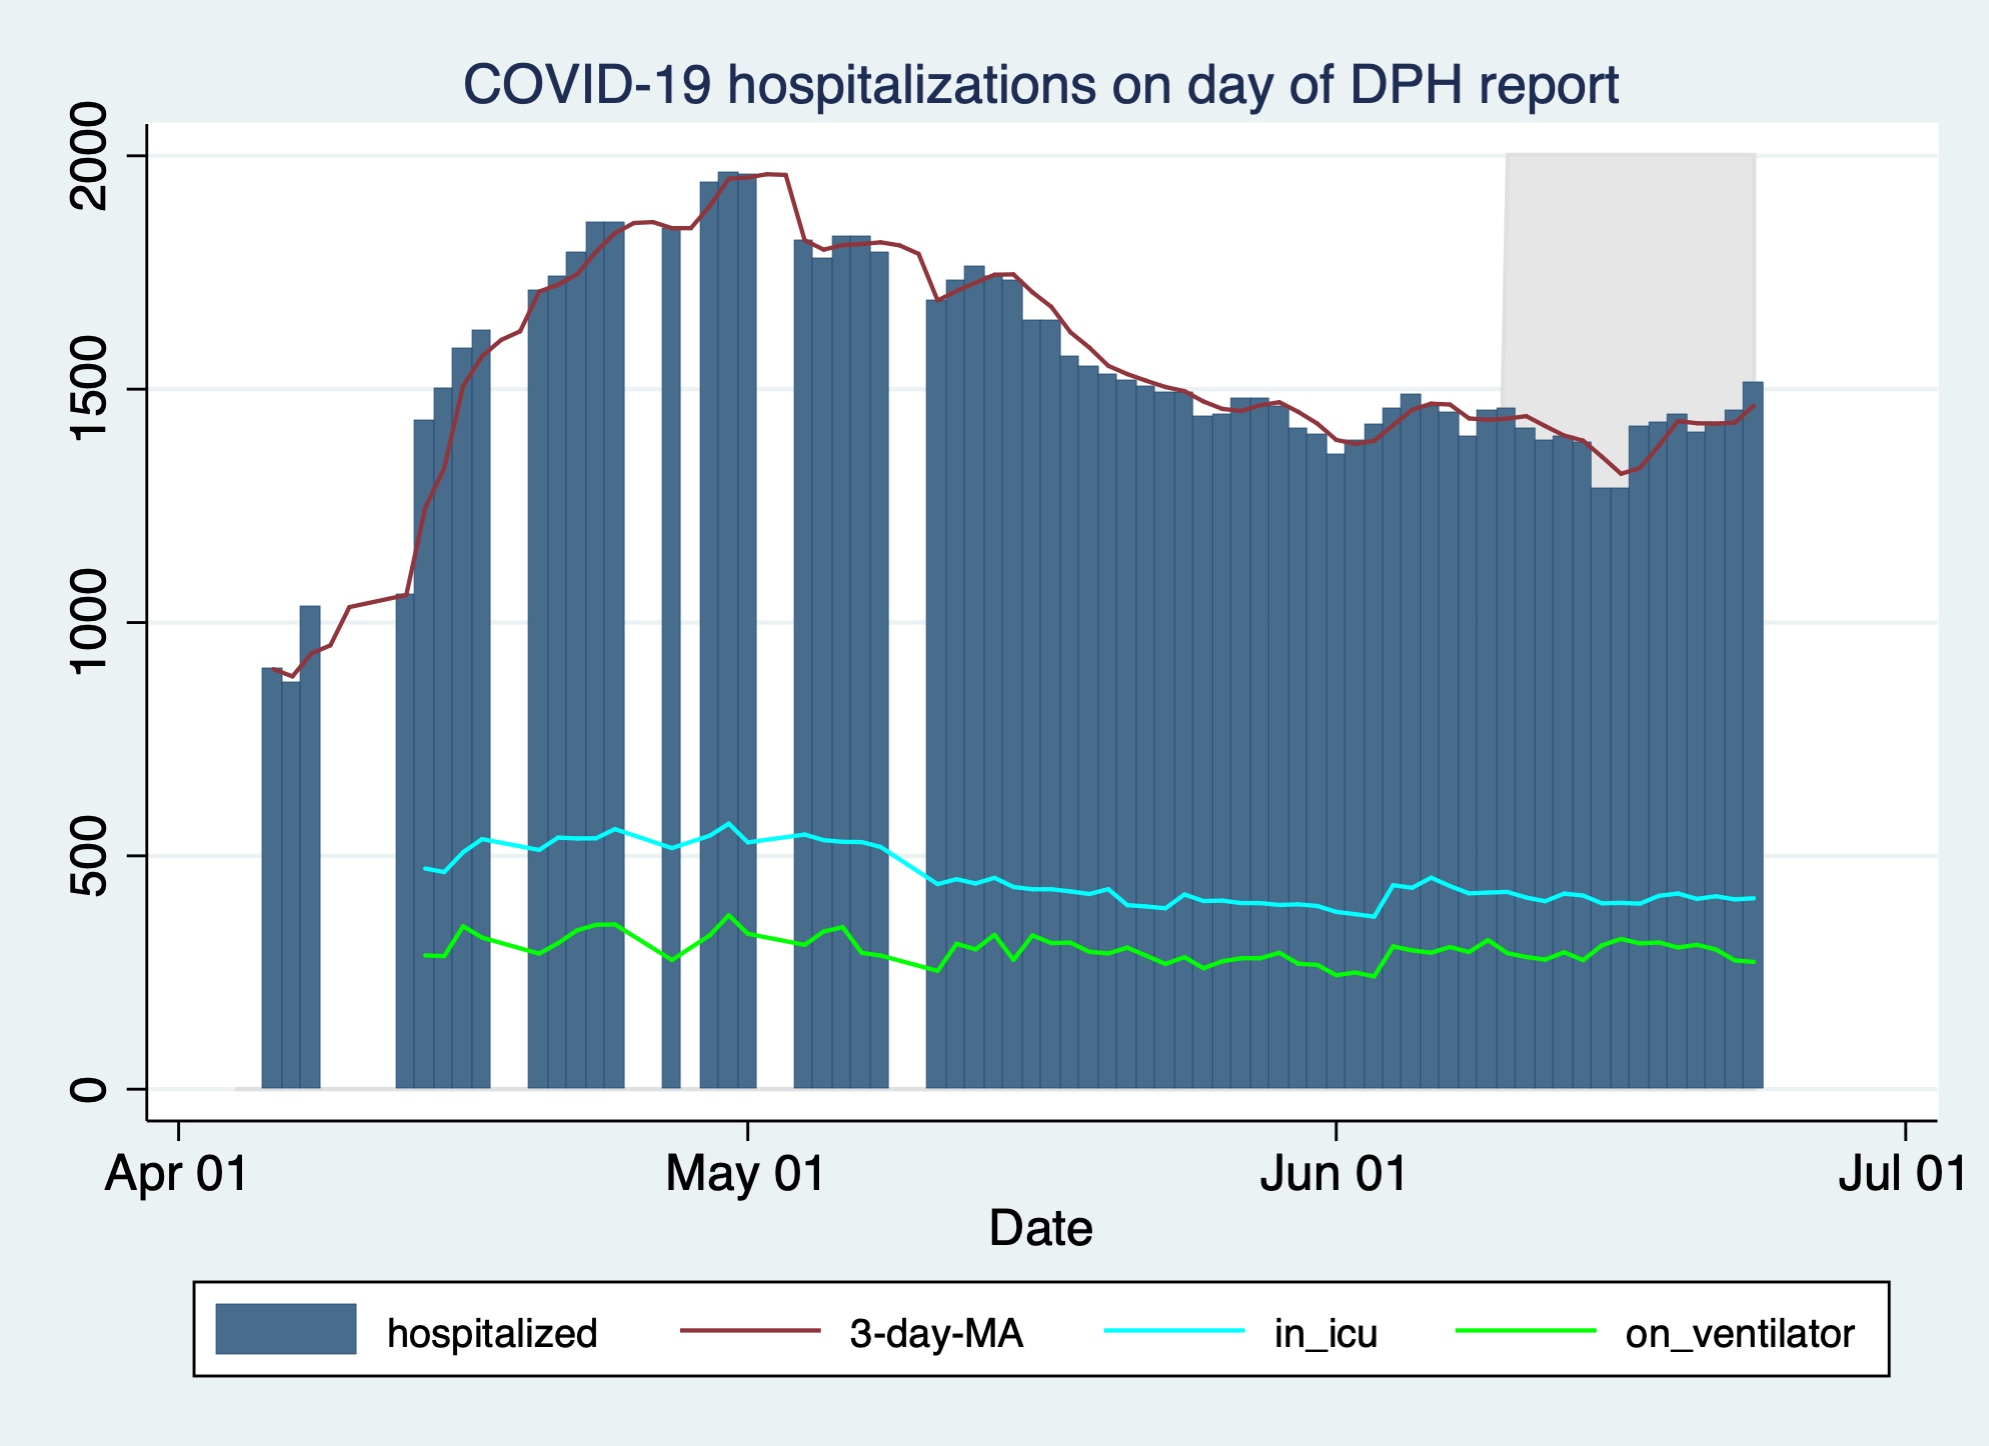 COVID-19 hospitalizations on day of DPH report
2000
1500
1000
500
0
Apr 01 May 01 Jun 01 Jul 01
Date
hospitalized 3-day-MA in_icu on_ventilator